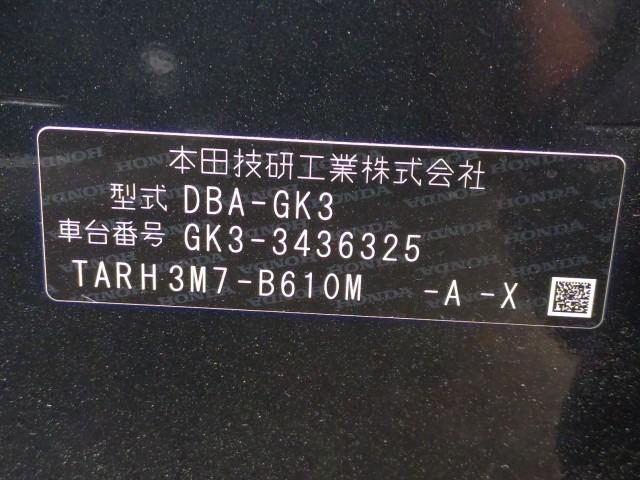 本田技研工業株式会社
型式 DBA-GK3
車台番号 GK3-3436325
TARH3M7-B610M -A -X